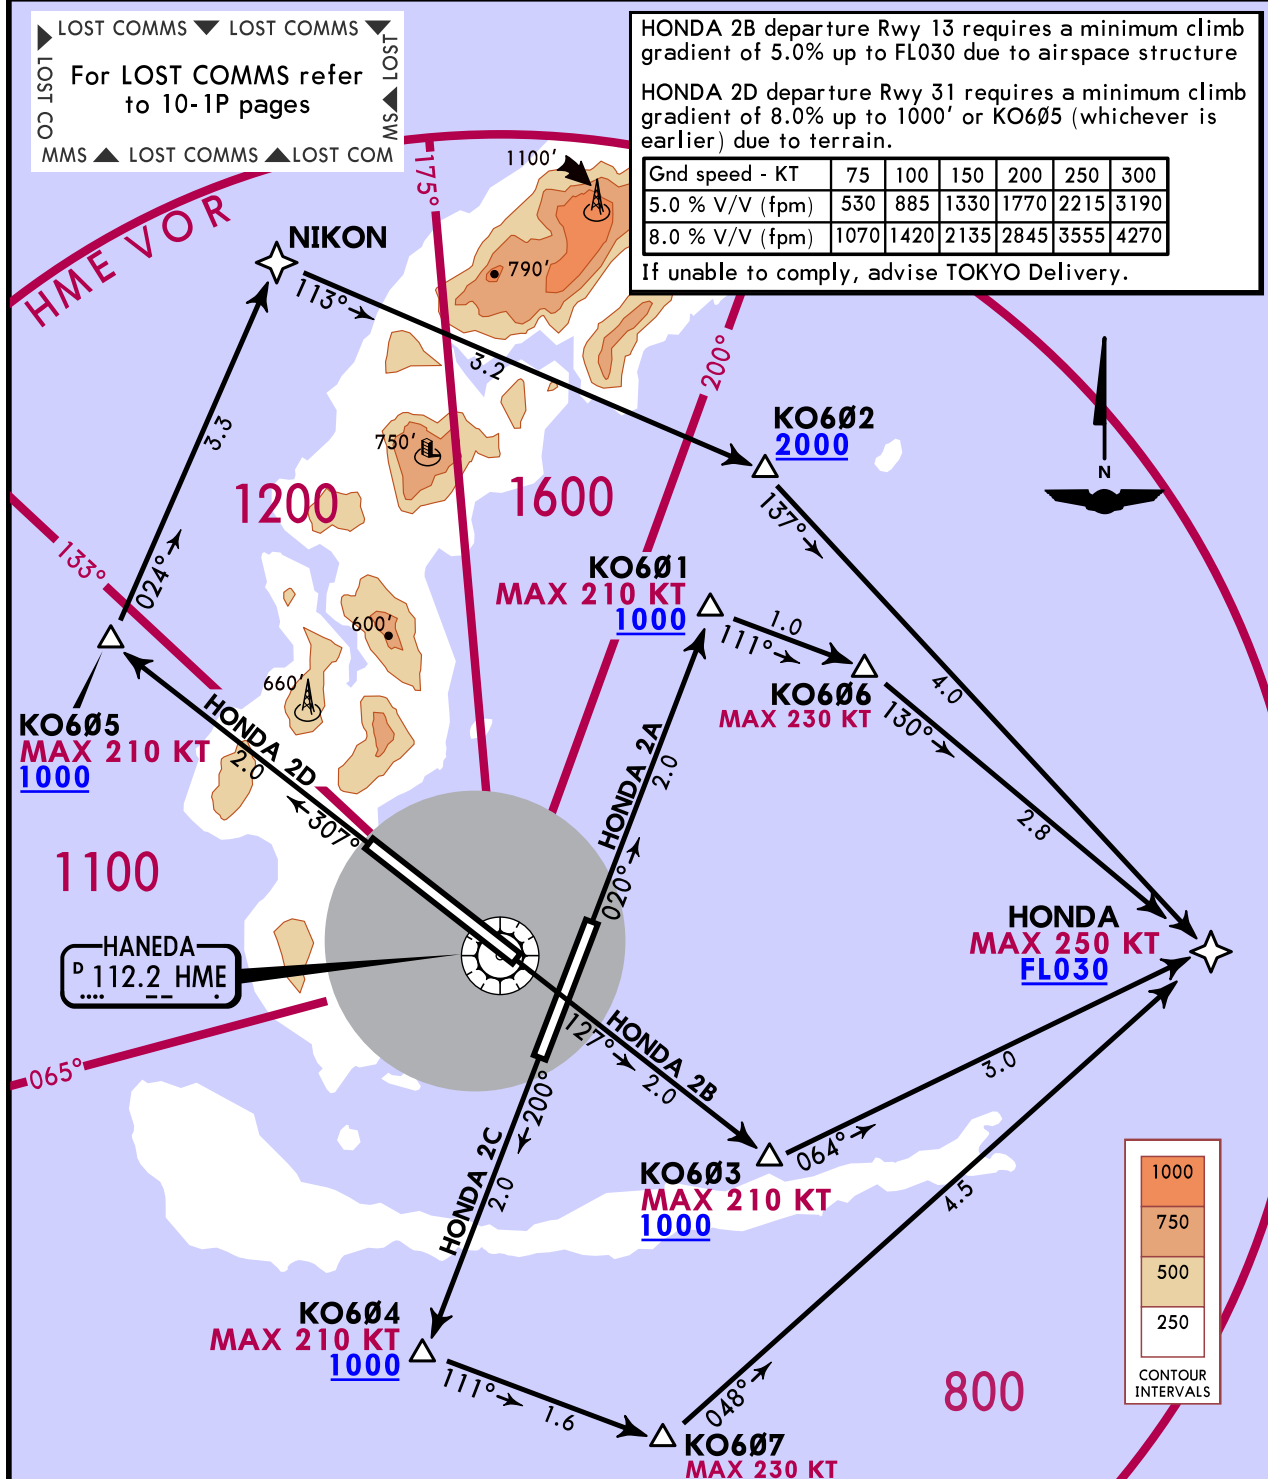 LOST COMMS LOST COMMS
LOST
LOST CO
For LOST COMMS refer
to 10-1P pages
MS
MMS LOST COMMS LOST COM
HONDA 2B departure Rwy 13 requires a minimum climb
gradient of 5.0% up to FL030 due to airspace structure
HONDA 2D departure Rwy 31 requires a minimum climb
gradient of 8.0% up to 1000' or KO6Ø5 (whichever is
earlier) due to terrain.
Gnd speed - KT 75 100 150 200 250 300
5.0 % V/V (fpm) 530 885 1330 1770 2215 3190
8.0 % V/V (fpm) 1070 1420 2135 2845 3555 4270
If unable to comply, advise TOKYO Delivery.
HME VOR
175°
1100'
790'
NIKON
113°
3.2
200°
3.3
750'
KO6Ø2
2000
N
1200
1600
137°
133°
024°
KO6Ø1
MAX 210 KT
1000
1.0
111°
600'
660'
KO6Ø6
MAX 230 KT
4.0
130°
KO6Ø5
MAX 210 KT
1000
HONDA 2D
2.0
307°
HONDA 2A
2.0
020°
2.8
1100
HANEDA
D 112.2 HME
HONDA
MAX 250 KT
FL030
065°
127°
HONDA 2B
2.0
3.0
200°
HONDA 2C
2.0
064°
KO6Ø3
MAX 210 KT
1000
4.5
1000
750
500
250
CONTOUR
INTERVALS
KO6Ø4
MAX 210 KT
1000
111°
1.6
048°
800
KO6Ø7
MAX 230 KT